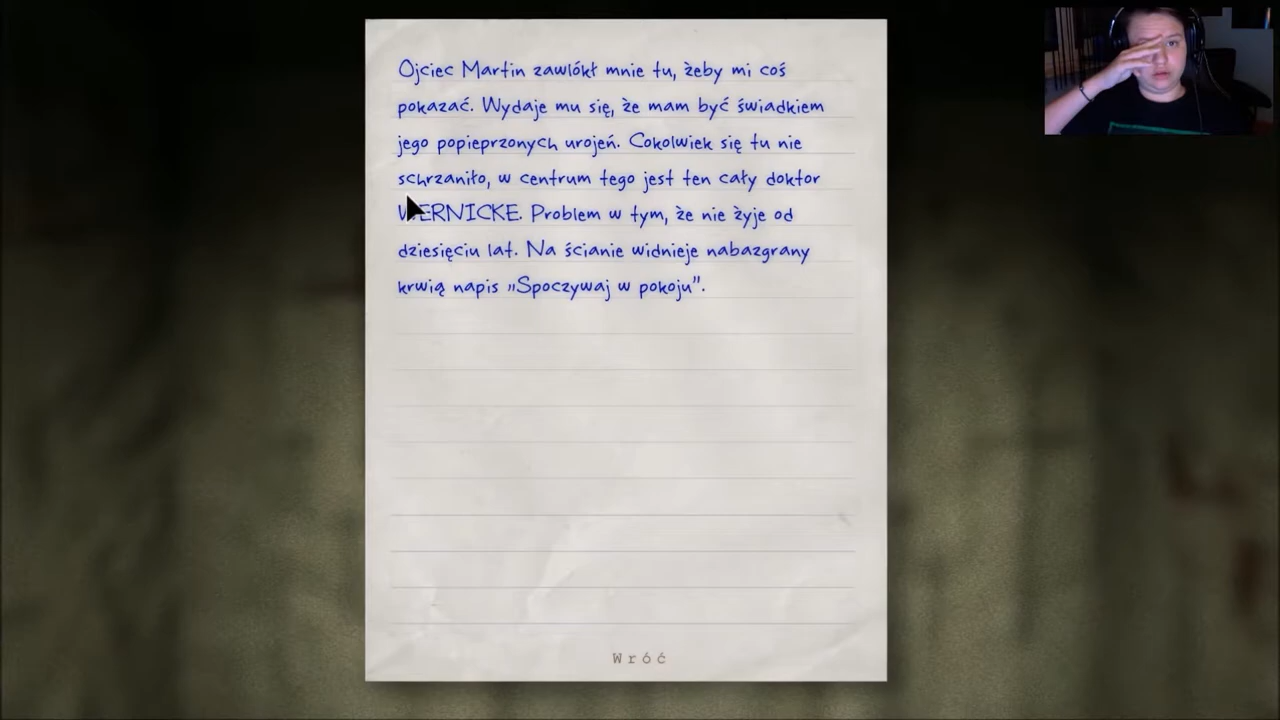 Ojciec Martin zawlókł mnie tu, żeby mi coś
pokazać. Wydaje mu się, że mam być świadkiem
jego popieprzonych urojeń. Cokolwiek się tu nie
schrzaniło, w centrum tego jest ten cały doktor
WERNICKE. Problem w tym, że nie żyje od
dziesięciu lat. Na ścianie widnieje nabazgrany
krwią napis „Spoczywaj w pokoju”.
Wróć